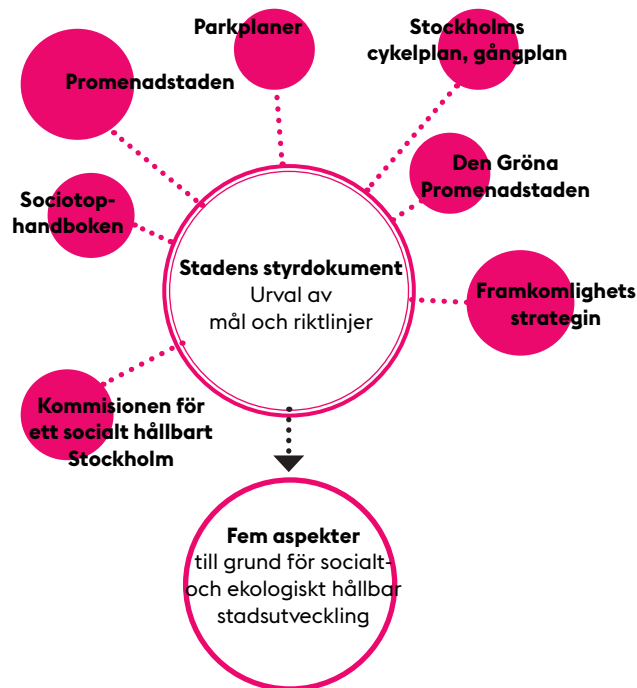 Parkplaner
Stockholms
cykelplan, gångplan
Promenadstaden
Den Gröna
Promenadstaden
Sociotop-
handboken
Stadens styrdokument
Urval av
mål och riktlinjer
Framkomlighets
strategin
Kommisionen för
ett socialt hållbart
Stockholm
Fem aspekter
till grund för socialt-
och ekologiskt hållbar
stadsutveckling